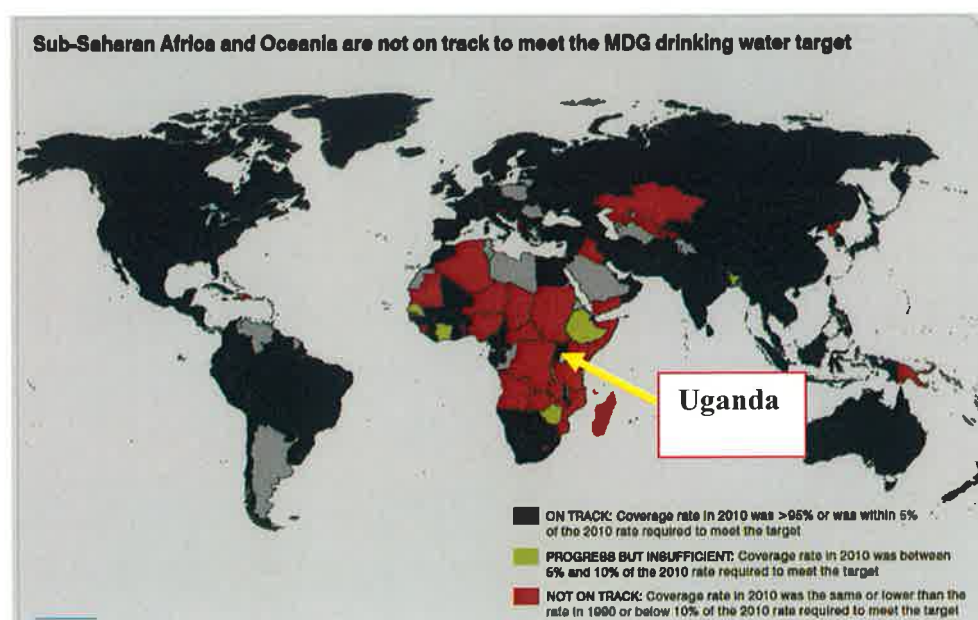 Sub-Saharan Africa and Oceania are not on track to meet the MDG drinking water target
Uganda
ON TRACK: Coverage rate in 2010 was >95% or was within 5%
of the 2010 rate required to meet the target
PROGRESS BUT INSUFFICIENT: Coverage rate in 2010 was between
5% and 10% of the 2010 rate required to meet the target
NOT ON TRACK: Coverage rate in 2010 was the same or lower than the
rate in 1990 or below 10% of the 2010 rate required to meet the target